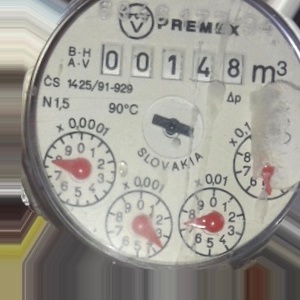 PREMEX
B·H
A·V
00148 m³
ČS 1425/91-929
N 1,5 90°C Δp
SLOVAKIA
x 0,0001
x 0,001
x 0,01
x 0,1